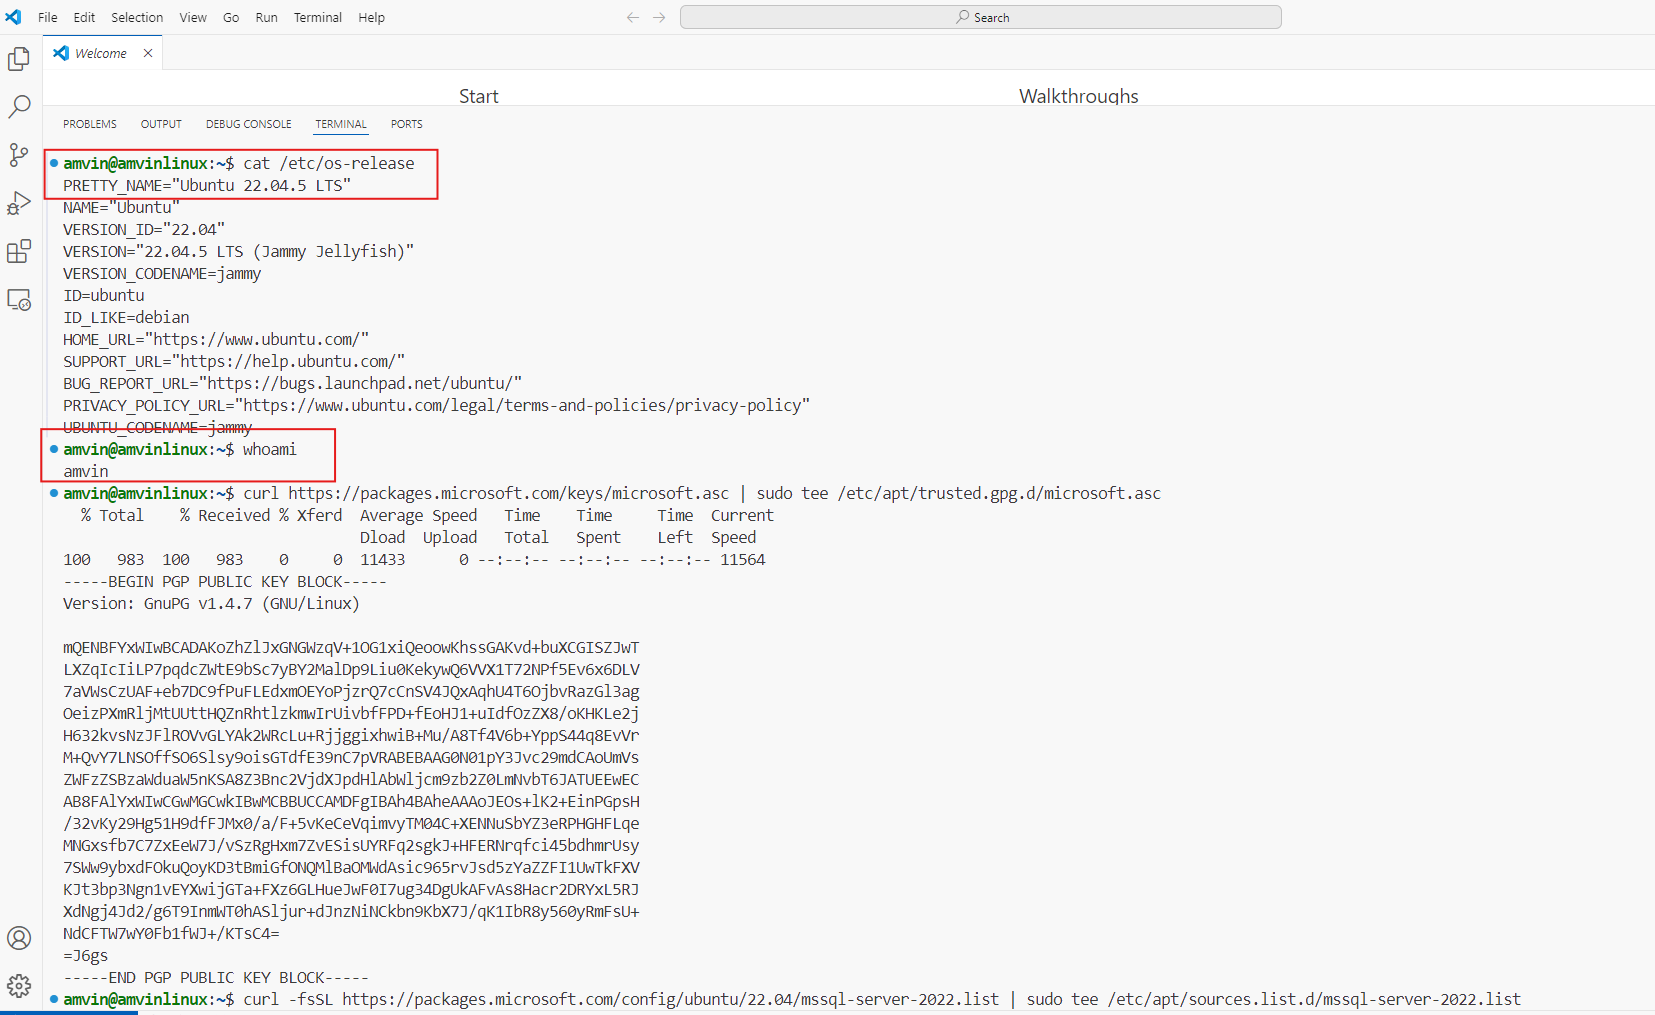 File Edit Selection View Go Run Terminal Help Search
Welcome
Start Walkthroughs
PROBLEMS OUTPUT DEBUG CONSOLE TERMINAL PORTS
amvin@amvinlinux:~$ cat /etc/os-release
PRETTY_NAME="Ubuntu 22.04.5 LTS"
NAME="Ubuntu"
VERSION_ID="22.04"
VERSION="22.04.5 LTS (Jammy Jellyfish)"
VERSION_CODENAME=jammy
ID=ubuntu
ID_LIKE=debian
HOME_URL="https://www.ubuntu.com/"
SUPPORT_URL="https://help.ubuntu.com/"
BUG_REPORT_URL="https://bugs.launchpad.net/ubuntu/"
PRIVACY_POLICY_URL="https://www.ubuntu.com/legal/terms-and-policies/privacy-policy"
UBUNTU_CODENAME=jammy
amvin@amvinlinux:~$ whoami
amvin
amvin@amvinlinux:~$ curl https://packages.microsoft.com/keys/microsoft.asc | sudo tee /etc/apt/trusted.gpg.d/microsoft.asc
% Total % Received % Xferd Average Speed Time Time Time Current
Dload Upload Total Spent Left Speed
100 983 100 983 0 0 11433 0 --:--:-- --:--:-- --:--:-- 11564
-----BEGIN PGP PUBLIC KEY BLOCK-----
Version: GnuPG v1.4.7 (GNU/Linux)
mQENBFYxWIwBCADAKoZhZlJxGNGWzqV+1OG1xiQeoowKhssGAKvd+buXCGISZJwT
LXZqIcIiLP7pqdcZWtE9bSc7yBY2MalDp9Liu0KekywQ6VVX1T72NPf5Ev6x6DLV
7aVWsCzUAF+eb7DC9fPuFLEdxmOEYoPjzrQ7cCnSV4JQxAqhU4T6OjbvRazGl3ag
OeizPXmRljMtUUttHQZnRhtlzkmwIrUivbfFPD+fEoHJ1+uIdfOzZX8/oKHKLe2j
H632kvsNzJFlROVvGLYAk2WRcLu+RjjggixhwiB+Mu/A8Tf4V6b+YppS44q8EvVr
M+QvY7LNSOffSO6Slsy9oisGTdfE39nC7pVRABEBAAG0N01pY3Jvc29mdCAoUmVs
ZWFzZSBzaWduaW5nKSA8Z3Bnc2VjdXJpdHlAbWljcm9zb2Z0LmNvbT6JATUEEwEC
AB8FAlYxWIwCGwMGCwkIBwMCBBUCCAMDFgIBAh4BAheAAAoJEOs+lK2+EinPGpsH
/32vKy29Hg51H9dfFJMx0/a/F+5vKeCeVqimvyTM04C+XENNuSbYZ3eRPHGHFLqe
MNGxsfb7C7ZxEeW7J/vSzRgHxm7ZvESisUYRFq2sgkJ+HFERNrqfci45bdhmrUsy
7SWw9ybxdFOkuQoyKD3tBmiGfONQMlBaOMWdAsic965rvJsd5zYaZZFI1UwTkFXV
KJt3bp3Ngn1vEYXwijGTa+FXz6GLHueJwF0I7ug34DgUkAFvAs8Hacr2DRYxL5RJ
XdNgj4Jd2/g6T9InmWT0hASljur+dJnzNiNCkbn9KbX7J/qK1IbR8y560yRmFsU+
NdCFTW7wY0Fb1fWJ+/KTsC4=
=J6gs
-----END PGP PUBLIC KEY BLOCK-----
amvin@amvinlinux:~$ curl -fsSL https://packages.microsoft.com/config/ubuntu/22.04/mssql-server-2022.list | sudo tee /etc/apt/sources.list.d/mssql-server-2022.list